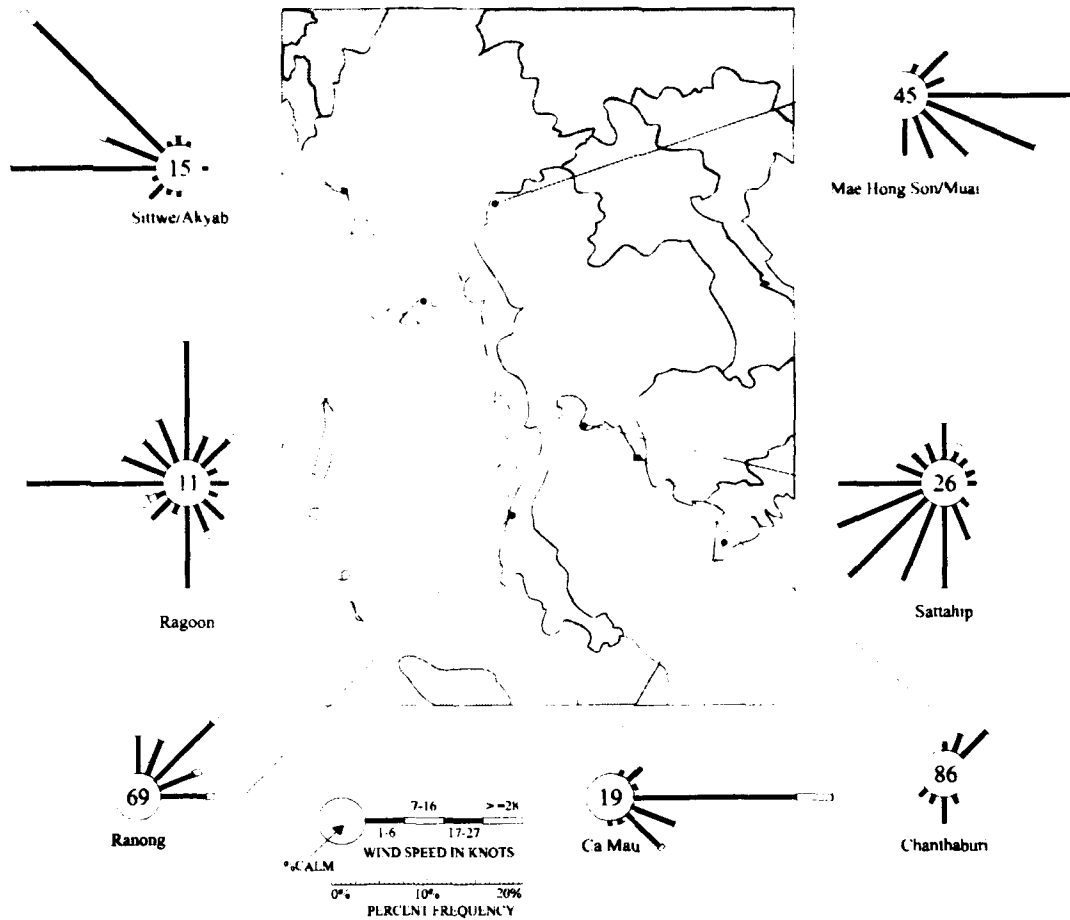 15
Sittwe/Akyab
45
Mae Hong Son/Muai
11
Ragoon
26
Sattahip
69
Ranong
7-16
>=28
1-6
17-27
WIND SPEED IN KNOTS
%CALM
0% 10% 20%
PERCENT FREQUENCY
19
Ca Mau
86
Chanthaburi